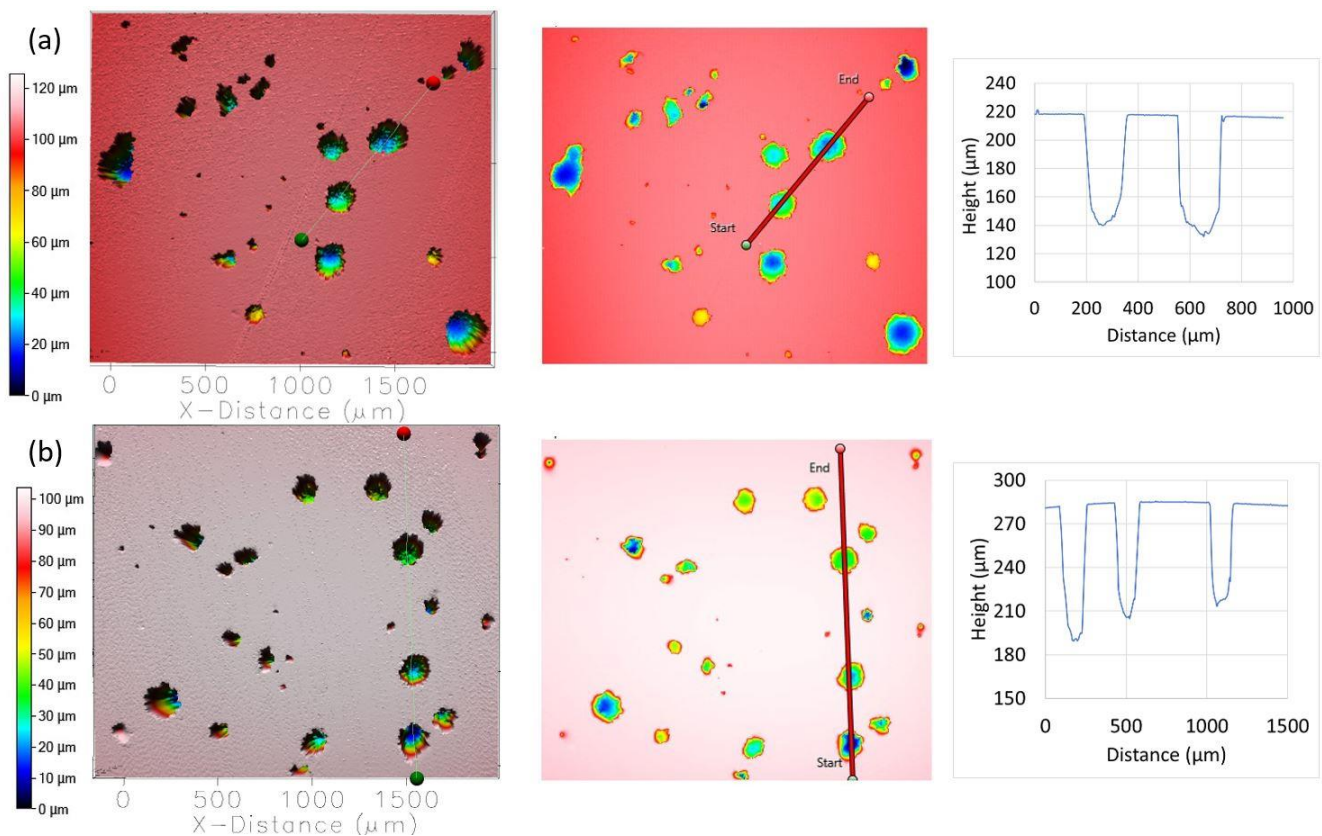 (a)
120 µm
100 µm
80 µm
60 µm
40 µm
20 µm
0 µm
0 500 1000 1500
X-Distance (µm)
End
Start
Height (µm)
240
220
200
180
160
140
120
100
0 200 400 600 800 1000
Distance (µm)
(b)
100 µm
90 µm
80 µm
70 µm
60 µm
50 µm
40 µm
30 µm
20 µm
10 µm
0 µm
0 500 1000 1500
X-Distance (µm)
End
Start
Height (µm)
300
270
240
210
180
150
0 500 1000 1500
Distance (µm)